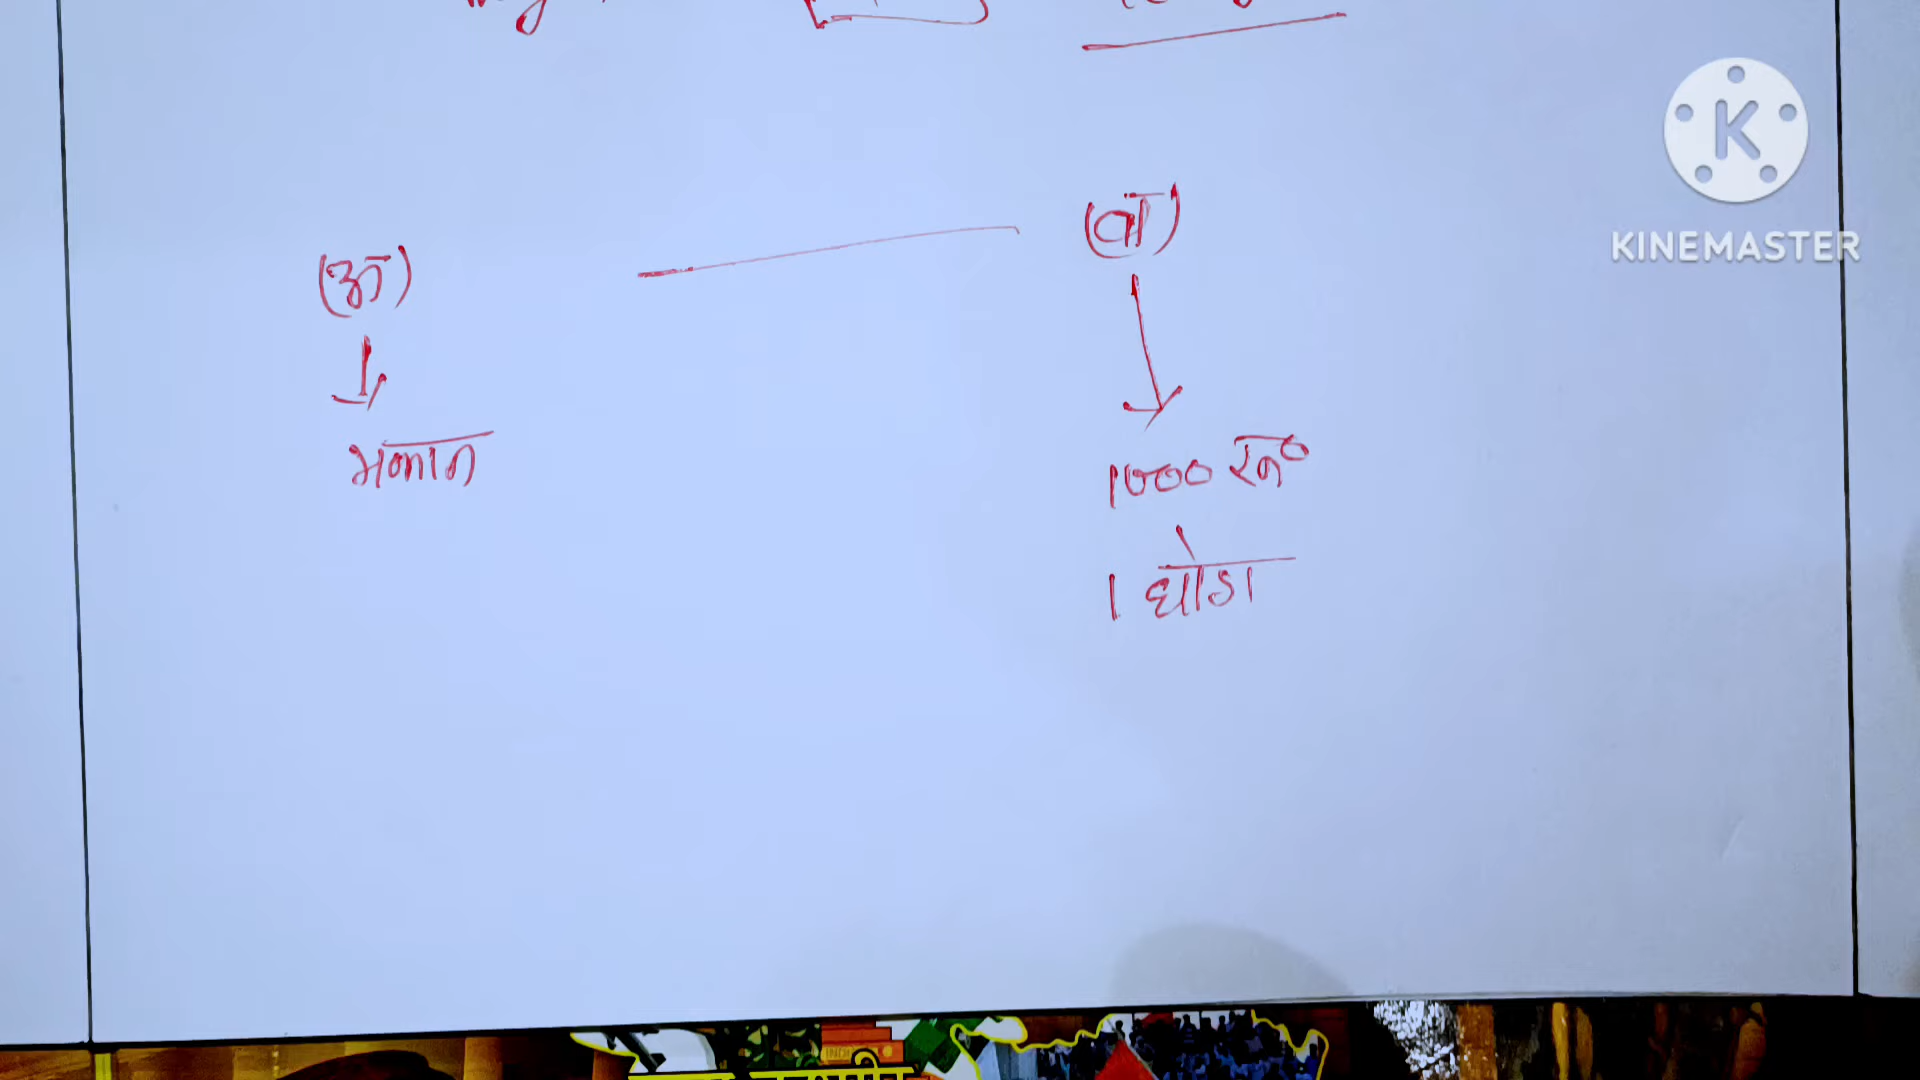 (अ)
(ब)
मकान
1000 रू०
1 घोडा
KINEMASTER